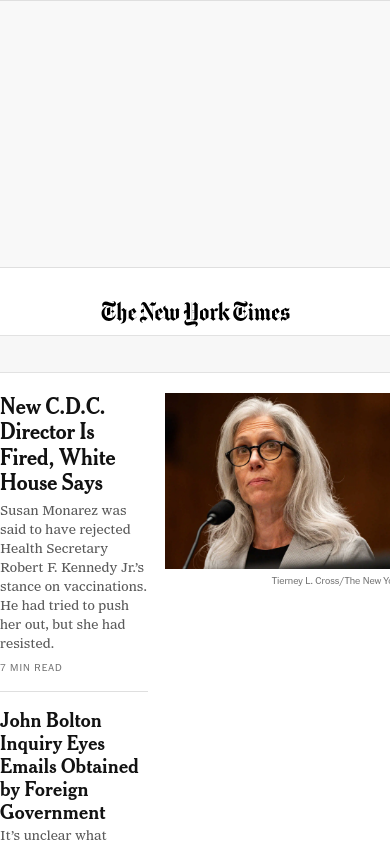 The New York Times
New C.D.C.
Director Is
Fired, White
House Says
Susan Monarez was
said to have rejected
Health Secretary
Robert F. Kennedy Jr.’s
stance on vaccinations.
He had tried to push
her out, but she had
resisted.
7 MIN READ
Tierney L. Cross/The New
John Bolton
Inquiry Eyes
Emails Obtained
by Foreign
Government
It’s unclear what